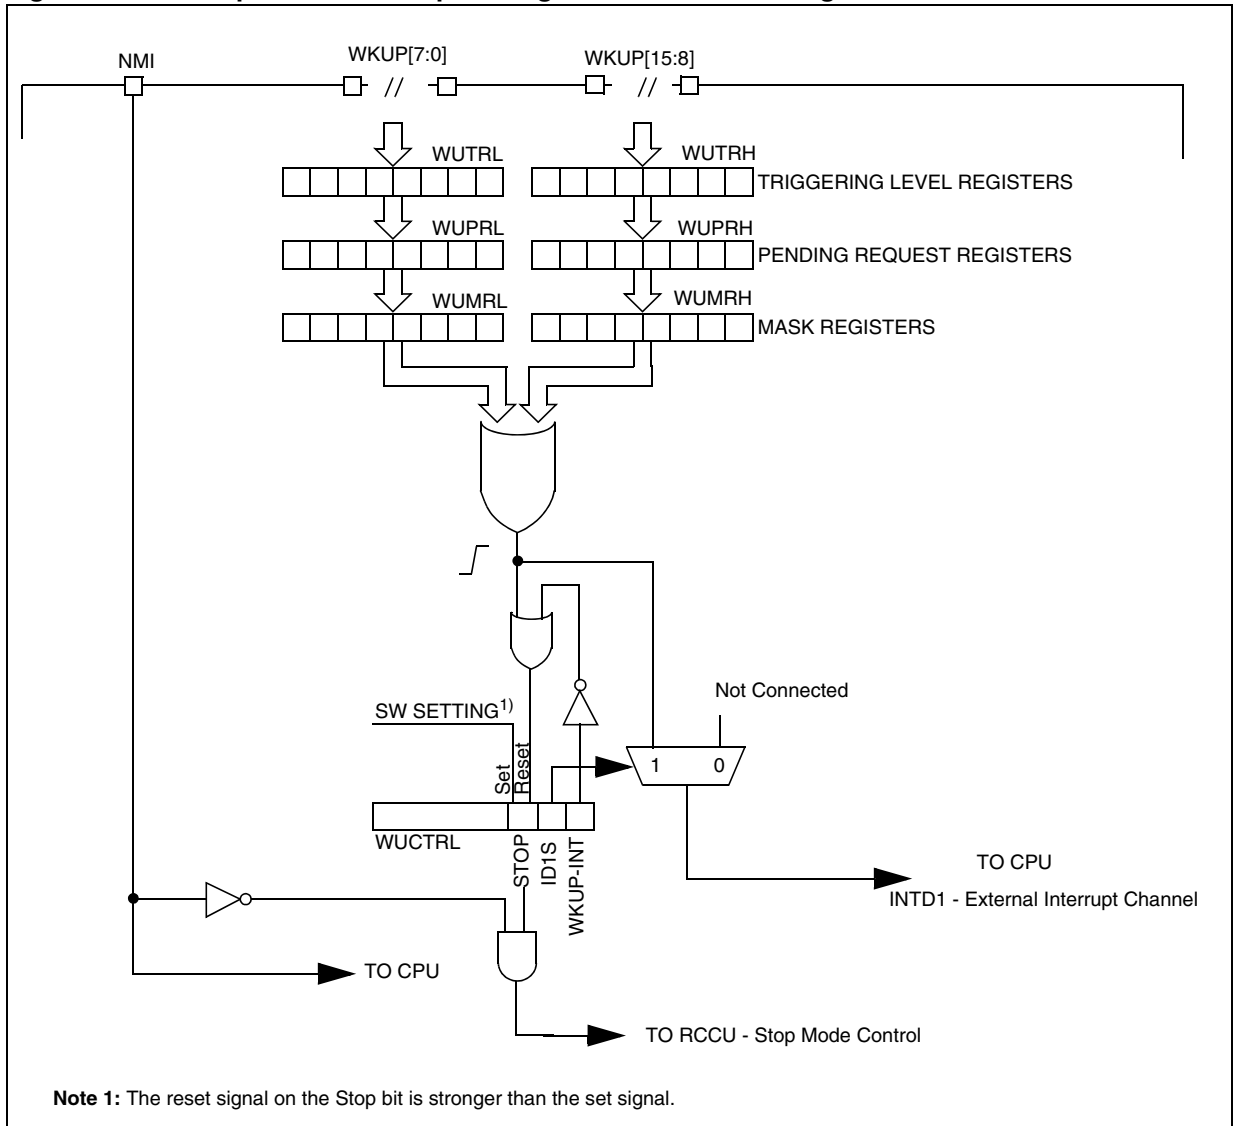 NMI
WKUP[7:0]
WKUP[15:8]
WUTRL
WUTRH
TRIGGERING LEVEL REGISTERS
WUPRL
WUPRH
PENDING REQUEST REGISTERS
WUMRL
WUMRH
MASK REGISTERS
Not Connected
SW SETTING1)
Set
Reset
1
0
WUCTRL
STOP
ID1S
WKUP-INT
TO CPU
INTD1 - External Interrupt Channel
TO CPU
TO RCCU - Stop Mode Control
Note 1: The reset signal on the Stop bit is stronger than the set signal.